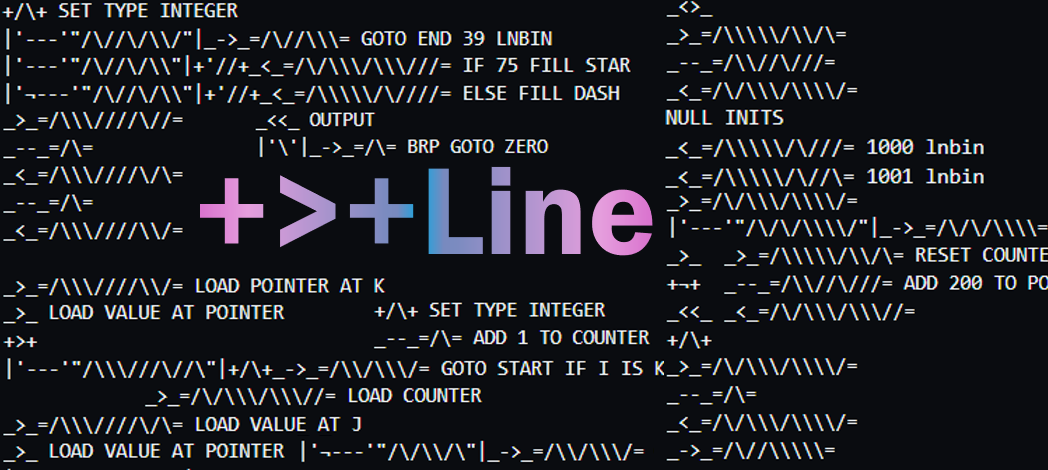 +/\+ SET TYPE INTEGER
|'---'"/\//\/\\/"|_->_=/\//\\\= GOTO END 39 LNBIN
|'---'"/\//\/\\"|+'//+_<_=/\/\\\/\\\///= IF 75 FILL STAR
|'¬---'"/\//\/\\"|+'//+_<_=/\\\\\/\////= ELSE FILL DASH
_>_=/\\\////\//=
_<<_ OUTPUT
_--_=/\=
|'\'|_->_=/\= BRP GOTO ZERO
_<_=/\\\////\/\=
_--_=/\=
_<_=/\\\////\\/=
+>+Line
_>_=/\\\////\\/= LOAD POINTER AT K
_>_ LOAD VALUE AT POINTER
+/\+ SET TYPE INTEGER
+>+
_--_=/\= ADD 1 TO COUNTER
|'---'"/\\\///\//\"|+/\+_->_=/\\/\\\/= GOTO START IF I IS K
_>_=/\/\\\/\\\//= LOAD COUNTER
_>_=/\\\////\/\= LOAD VALUE AT J
_>_ LOAD VALUE AT POINTER |'¬---'"/\/\\/\"|_->_=/\/\\\/=
_<>_
_>_=/\\\\\/\\/\=
_--_=/\\//\///=
_<_=/\/\\\/\\\\/=
NULL INITS
_<_=/\\\\\/\///= 1000 lnbin
_<_=/\\\\\/\//\= 1001 lnbin
_>_=/\/\\\/\\\\/=
|'---'"/\/\/\\\\/"|_->_=/\/\/\\\\=
_>_ _>_=/\\\\\/\\/\= RESET COUNTE
+¬+ _--_=/\\//\///= ADD 200 TO PO
_<<_ _<_=/\/\\\/\\\//=
+/\+
_>_=/\/\\\/\\\\/=
_--_=/\=
_<_=/\/\\\/\\\\/=
_->_=/\//\\\\\=